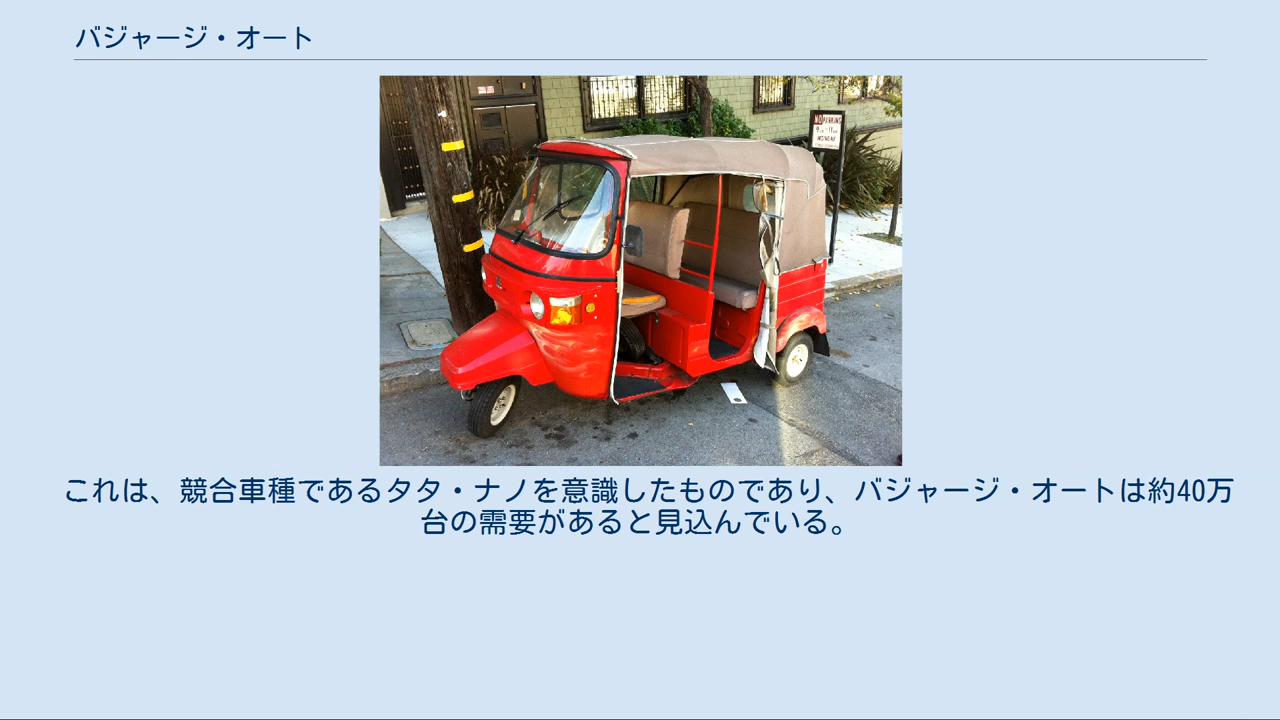 バジャージ・オート
NO PARKING
これは、競合車種であるタタ・ナノを意識したものであり、バジャージ・オートは約40万
台の需要があると見込んでいる。